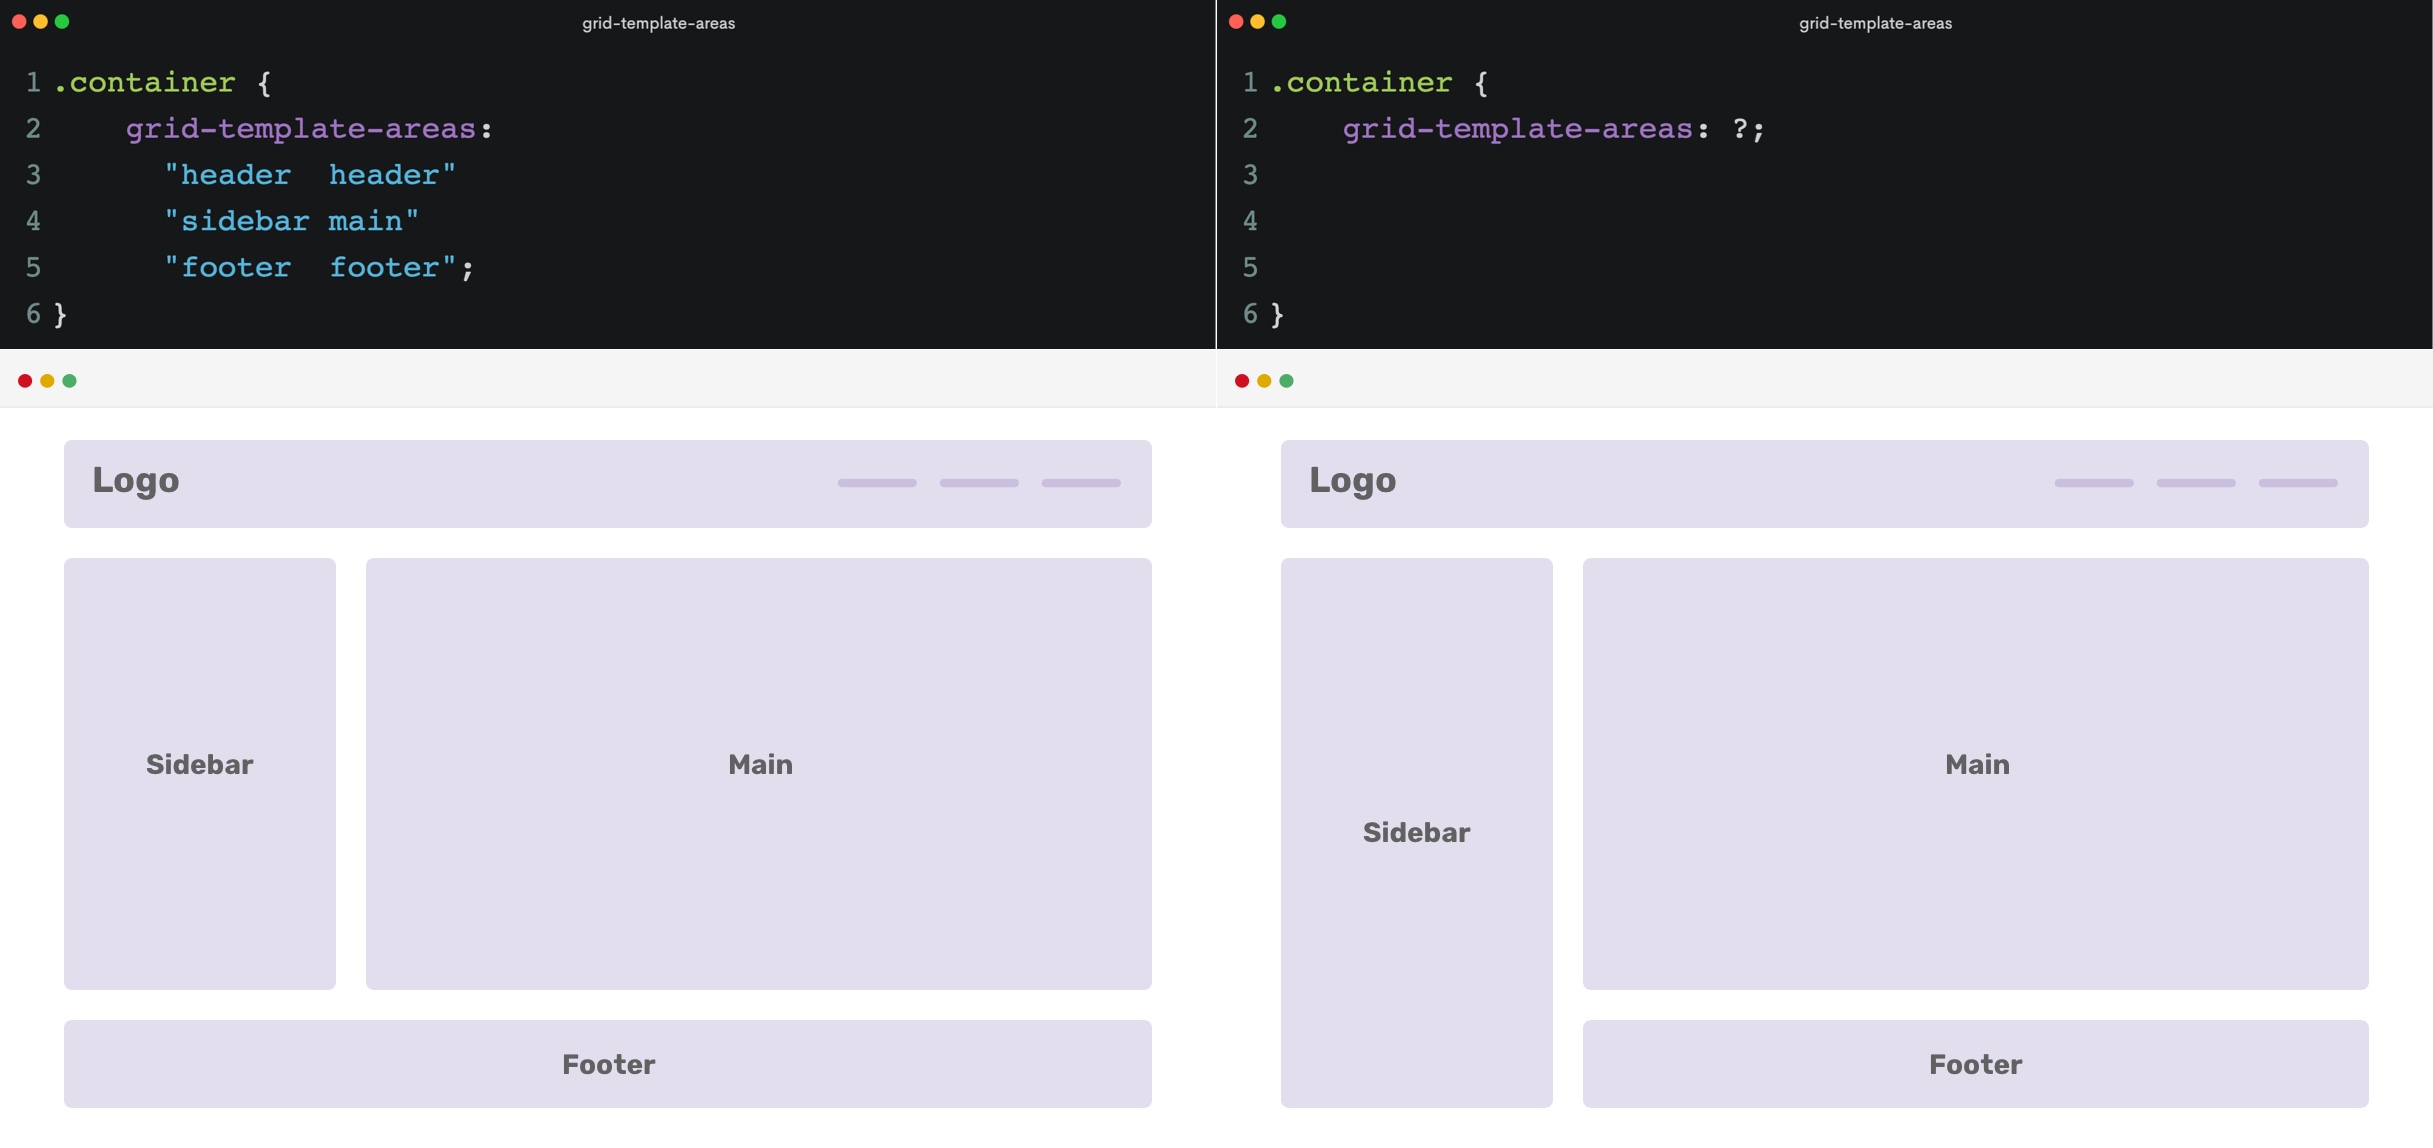 grid-template-areas
1 .container {
2 grid-template-areas:
3 "header  header"
4 "sidebar main"
5 "footer  footer";
6 }
Logo
Sidebar
Main
Footer
grid-template-areas
1 .container {
2 grid-template-areas: ?;
3
4
5
6 }
Logo
Main
Sidebar
Footer